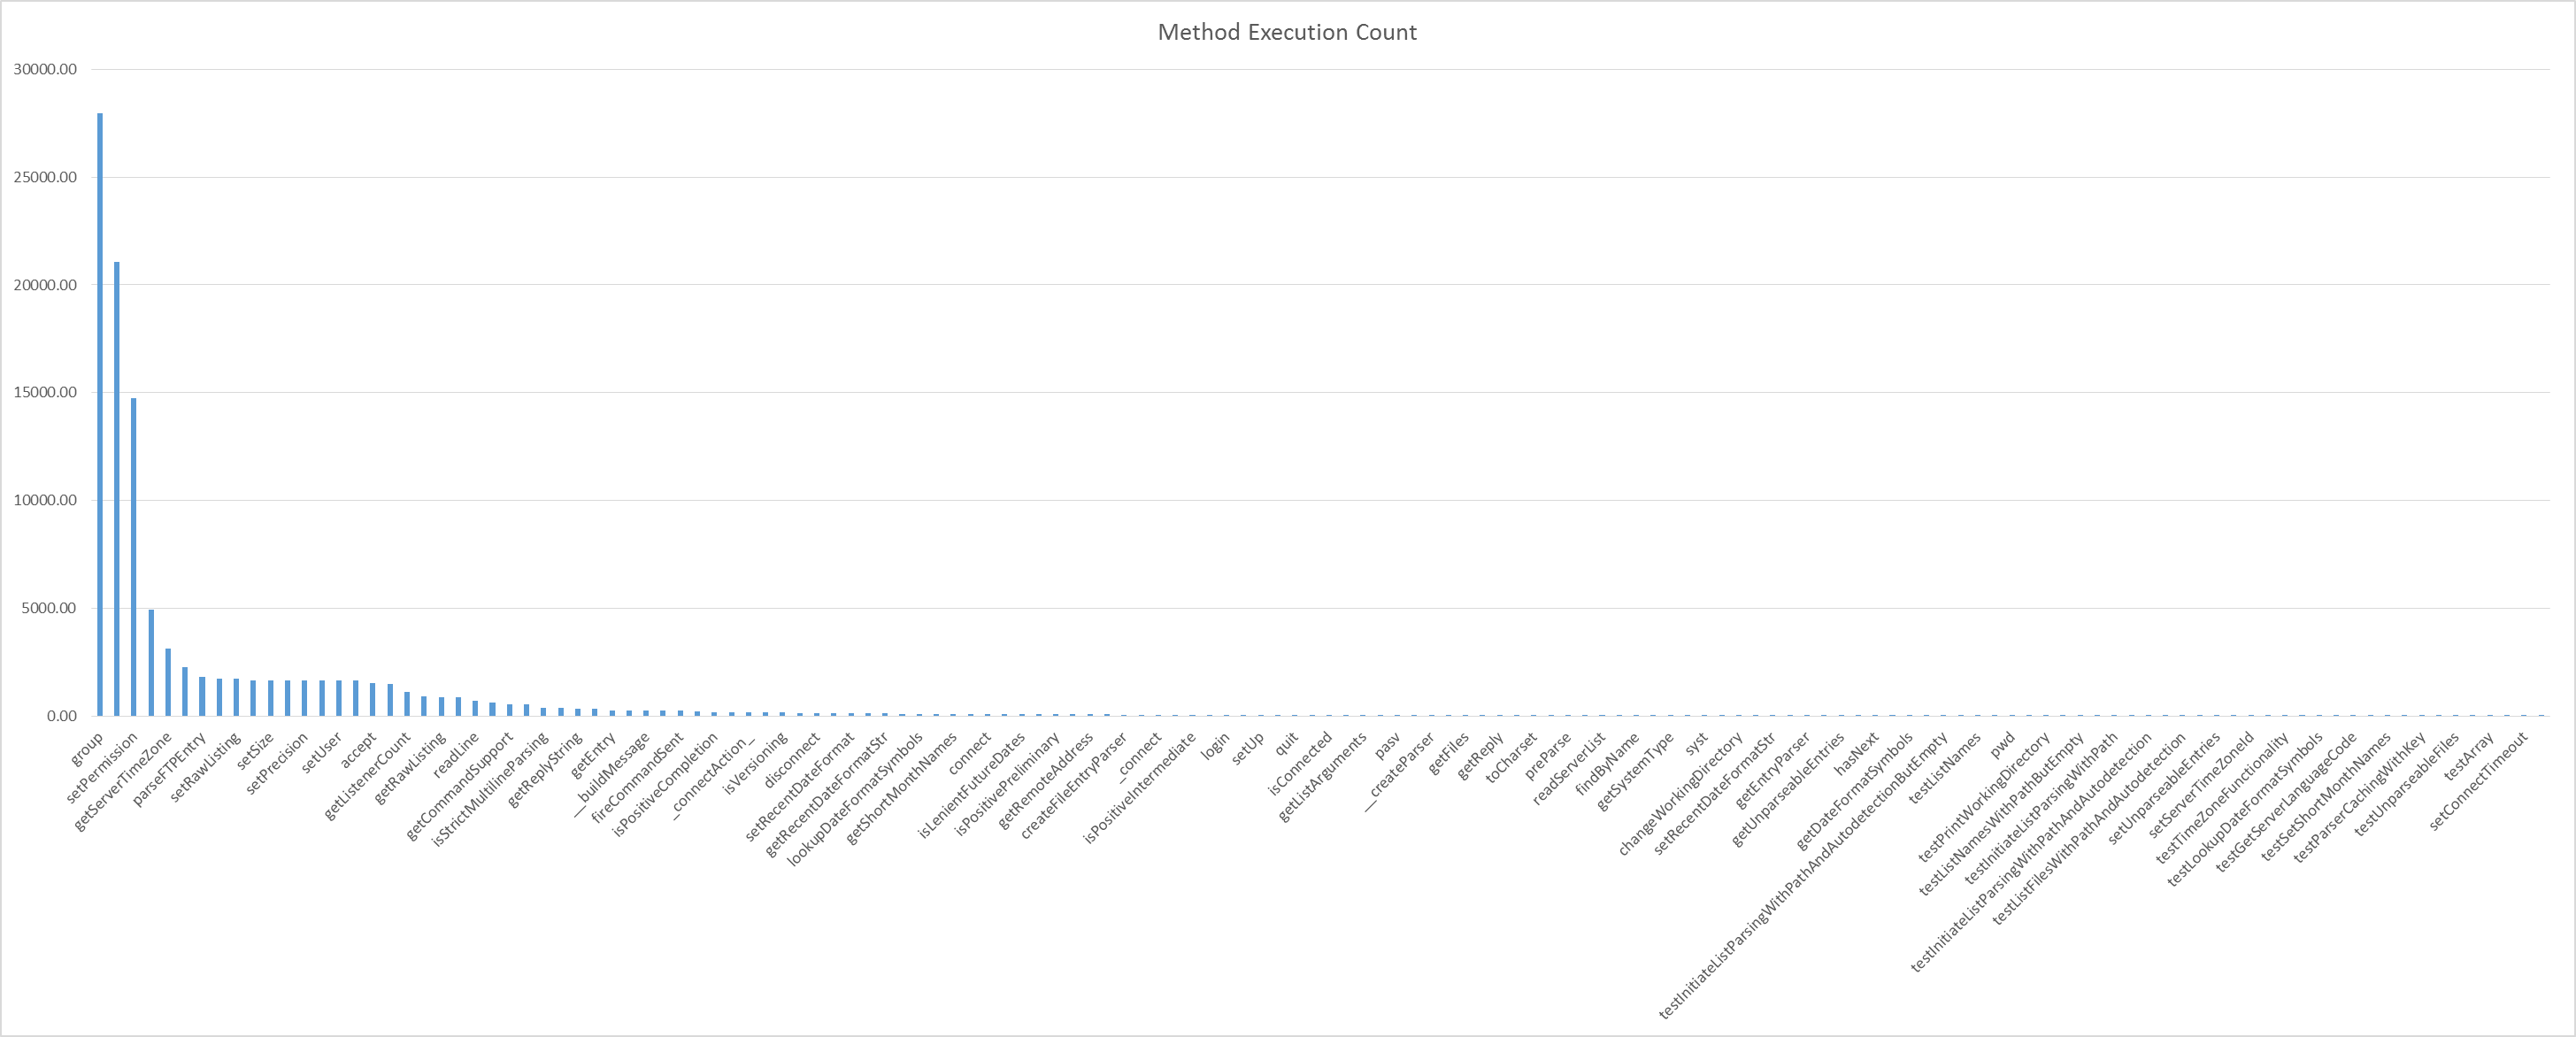 Method Execution Count
30000.00
25000.00
20000.00
15000.00
10000.00
5000.00
0.00
group
setPermission
getServerTimeZone
parseFTPEntry
setRawListing
setSize
setPrecision
setUser
accept
getListenerCount
getRawListing
readLine
getCommandSupport
isStrictMultilineParsing
getReplyString
getEntry
__buildMessage
fireCommandSent
isPositiveCompletion
_connectAction_
isVersioning
disconnect
setRecentDateFormat
getRecentDateFormatStr
lookupDateFormatSymbols
getShortMonthNames
connect
isLenientFutureDates
isPositivePreliminary
getRemoteAddress
createFileEntryParser
_connect
isPositiveIntermediate
login
setUp
quit
isConnected
getListArguments
pasv
__createParser
getFiles
getReply
toCharset
preParse
readServerList
findByName
getSystemType
syst
changeWorkingDirectory
setRecentDateFormatStr
getEntryParser
getUnparseableEntries
hasNext
getDateFormatSymbols
testInitiateListParsingWithPathAndAutodetectionButEmpty
testListNames
pwd
testPrintWorkingDirectory
testListNamesWithPathButEmpty
testInitiateListParsingWithPath
testInitiateListParsingWithPathAndAutodetection
testListFilesWithPathAndAutodetection
setUnparseableEntries
setServerTimeZoneId
testTimeZoneFunctionality
testLookupDateFormatSymbols
testGetServerLanguageCode
testSetShortMonthNames
testParserCachingWithKey
testUnparseableFiles
testArray
setConnectTimeout